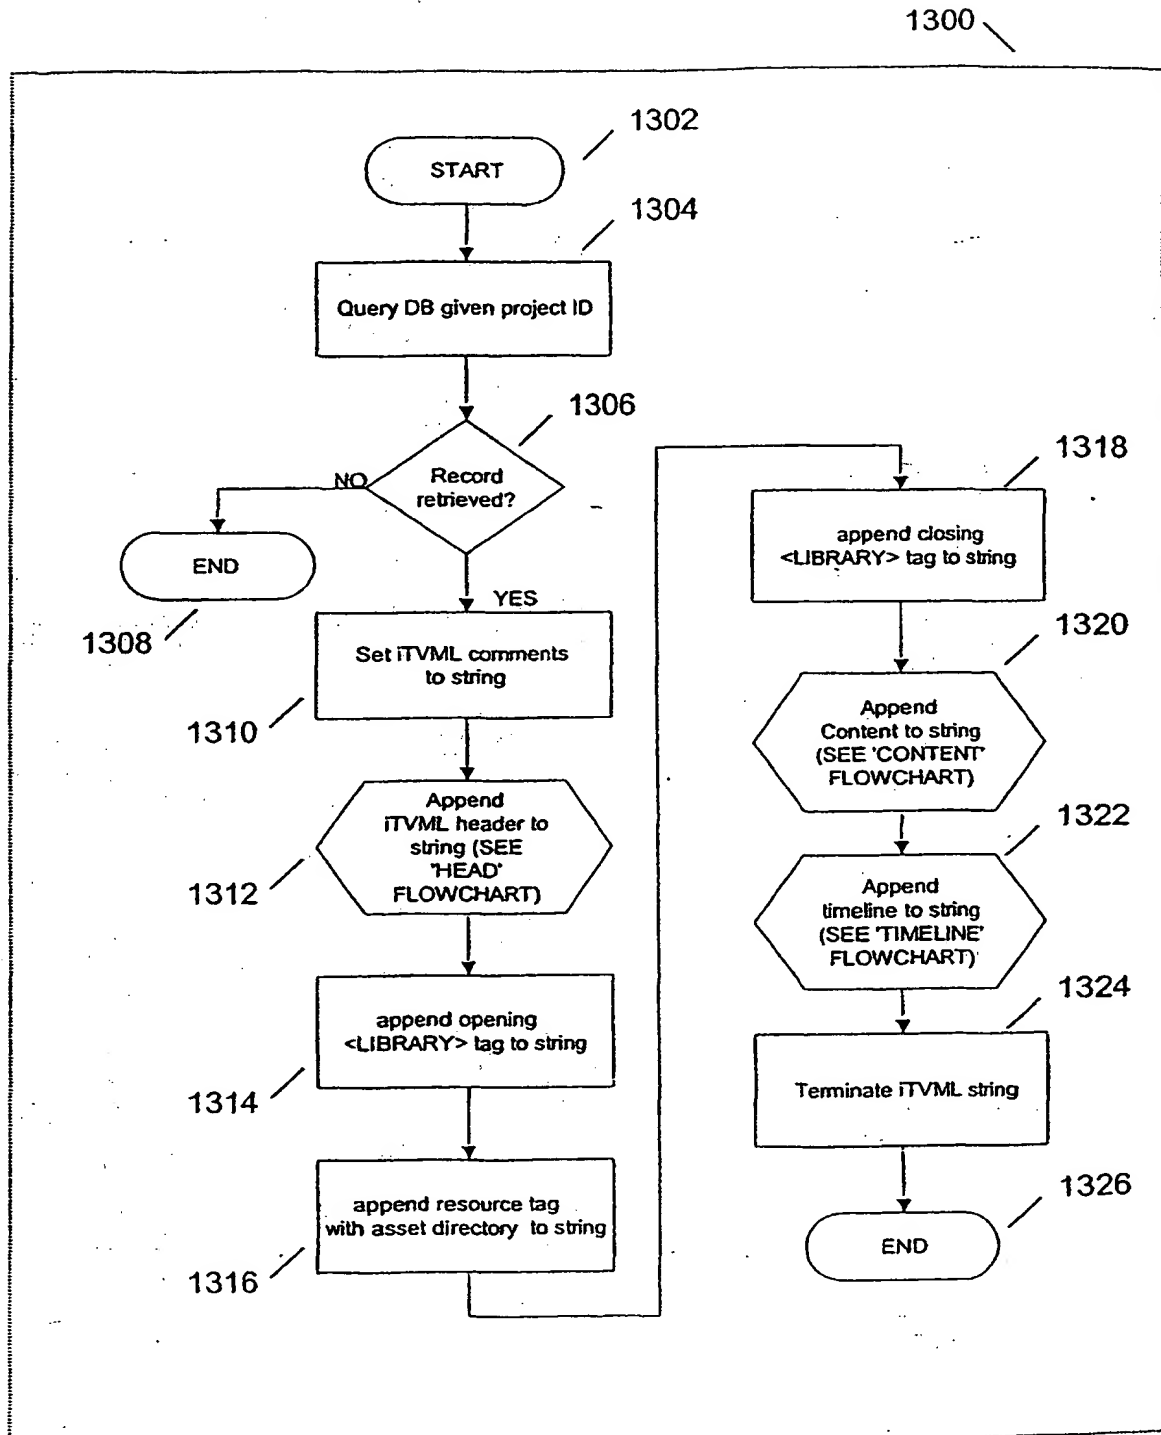 1300
1302
START
1304
Query DB given project ID
1306
Record
retrieved?
NO
END
1308
YES
Set iTVML comments
to string
1310
Append
iTVML header to
string (SEE
'HEAD'
FLOWCHART)
1312
append opening
<LIBRARY> tag to string
1314
append resource tag
with asset directory to string
1316
1318
append closing
<LIBRARY> tag to string
1320
Append
Content to string
(SEE 'CONTENT'
FLOWCHART)
1322
Append
timeline to string
(SEE 'TIMELINE'
FLOWCHART)
1324
Terminate iTVML string
1326
END